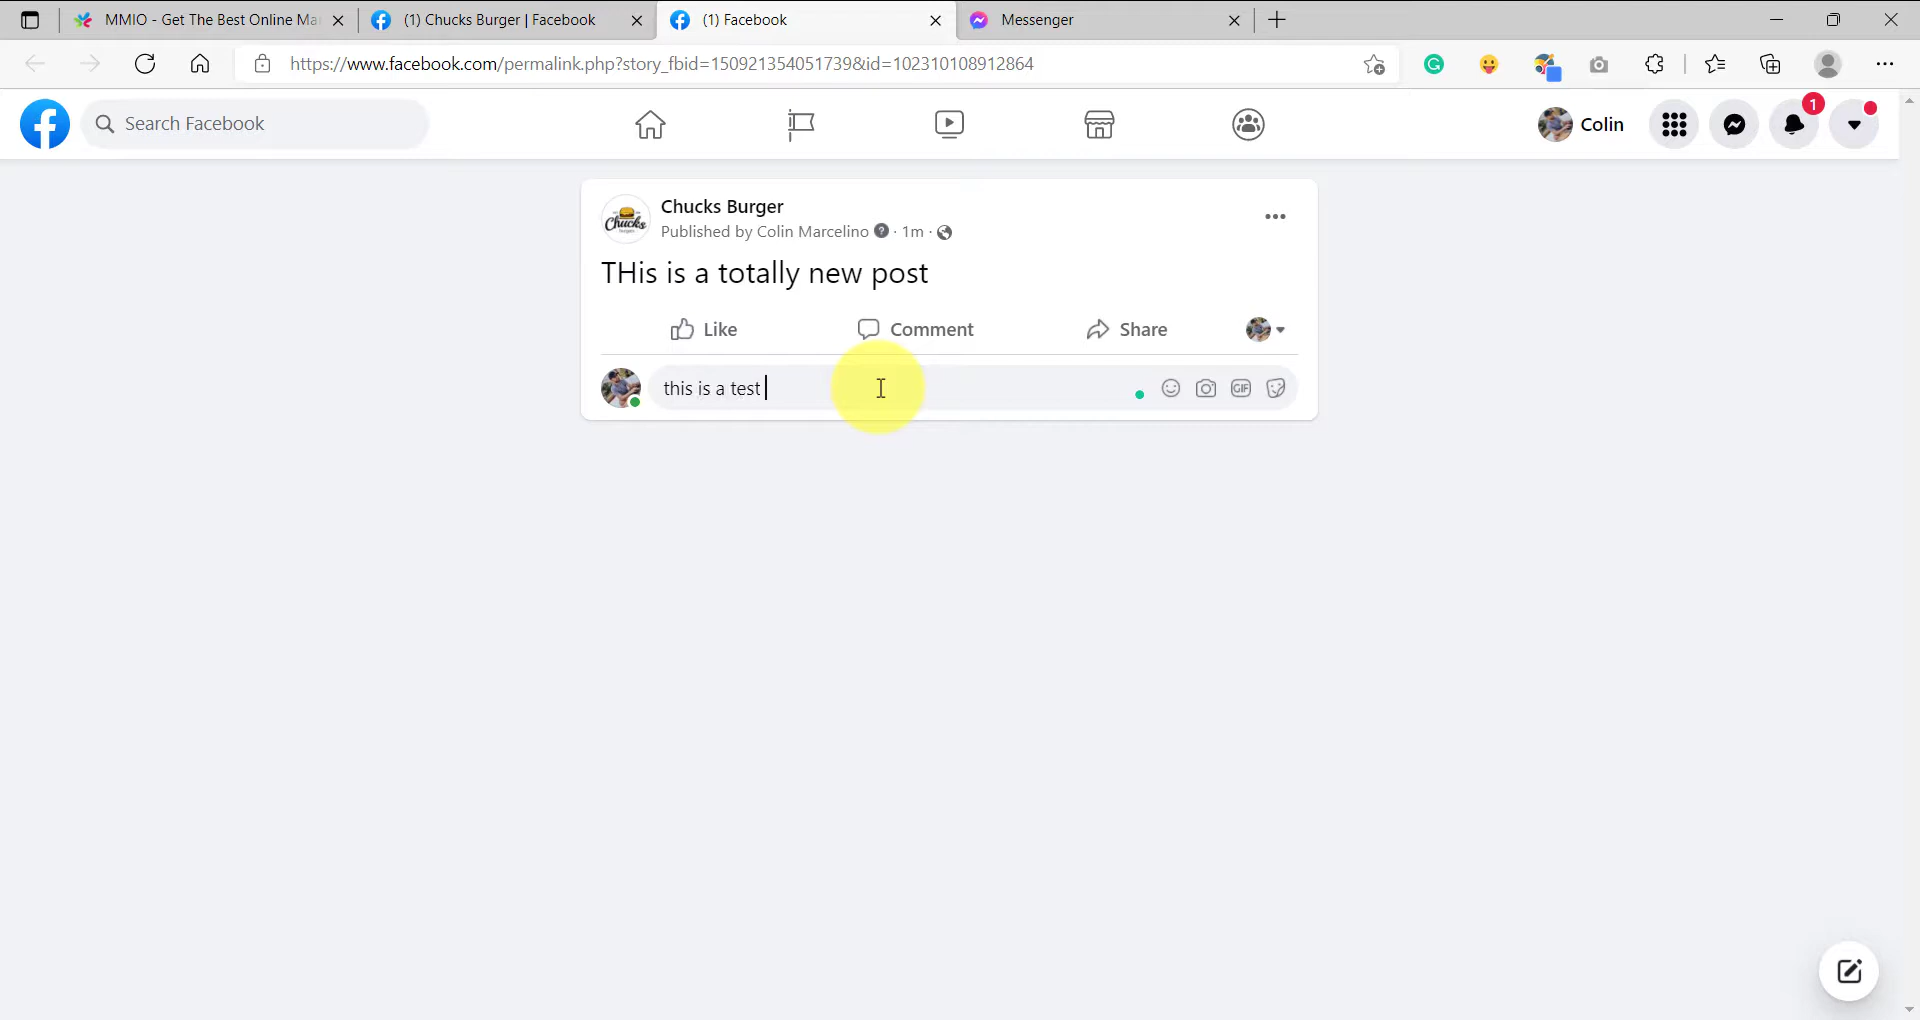 MMIO - Get The Best Online Ma
(1) Chucks Burger | Facebook
(1) Facebook
Messenger
https://www.facebook.com/permalink.php?story_fbid=150921354051739&id=102310108912864
Search Facebook
Colin
1
Chucks Burger
Published by Colin Marcelino · 1m ·
Chucks
THis is a totally new post
Like
Comment
Share
this is a test
GIF